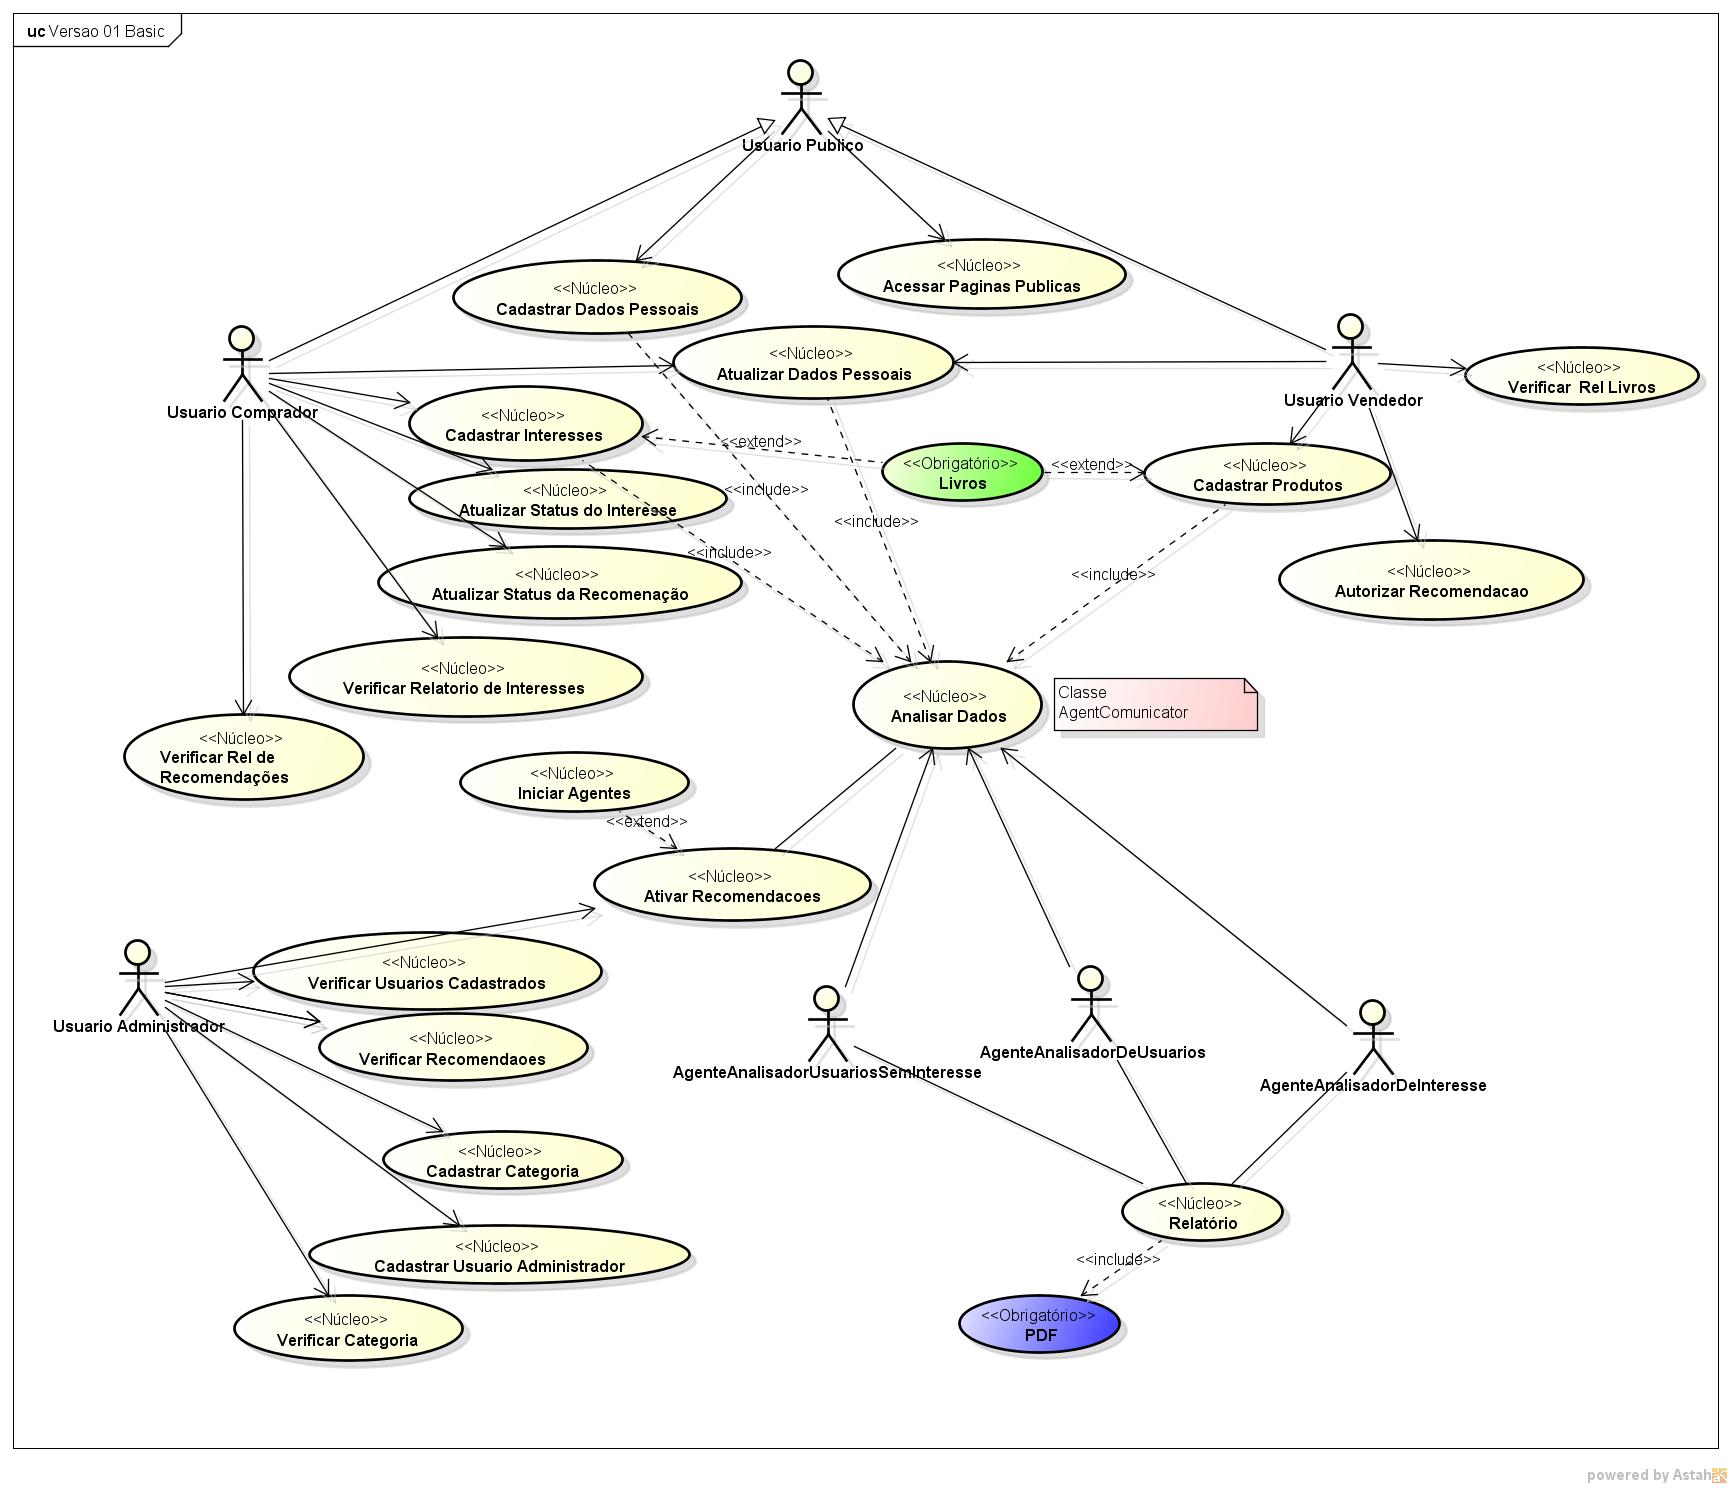 uc Versao 01 Basic
Usuario Publico
<<Núcleo>>
Acessar Paginas Publicas
<<Núcleo>>
Cadastrar Dados Pessoais
<<Núcleo>>
Atualizar Dados Pessoais
<<Núcleo>>
Verificar  Rel Livros
Usuario Comprador
Usuario Vendedor
<<Núcleo>>
Cadastrar Interesses
<<extend>>
<<Obrigatório>>
Livros
<<extend>>
<<Núcleo>>
Cadastrar Produtos
<<Núcleo>>
Atualizar Status do Interesse
<<include>>
<<include>>
<<include>>
<<include>>
<<Núcleo>>
Atualizar Status da Recomenação
<<Núcleo>>
Autorizar Recomendacao
<<Núcleo>>
Verificar Relatorio de Interesses
<<Núcleo>>
Analisar Dados
Classe
AgentComunicator
<<Núcleo>>
Verificar Rel de
Recomendações
<<Núcleo>>
Iniciar Agentes
<<extend>>
<<Núcleo>>
Ativar Recomendacoes
<<Núcleo>>
Verificar Usuarios Cadastrados
Usuario Administrador
<<Núcleo>>
Verificar Recomendaoes
AgenteAnalisadorUsuariosSemInteresse
AgenteAnalisadorDeUsuarios
AgenteAnalisadorDeInteresse
<<Núcleo>>
Cadastrar Categoria
<<Núcleo>>
Relatório
<<Núcleo>>
Cadastrar Usuario Administrador
<<include>>
<<Núcleo>>
Verificar Categoria
<<Obrigatório>>
PDF
powered by Astah